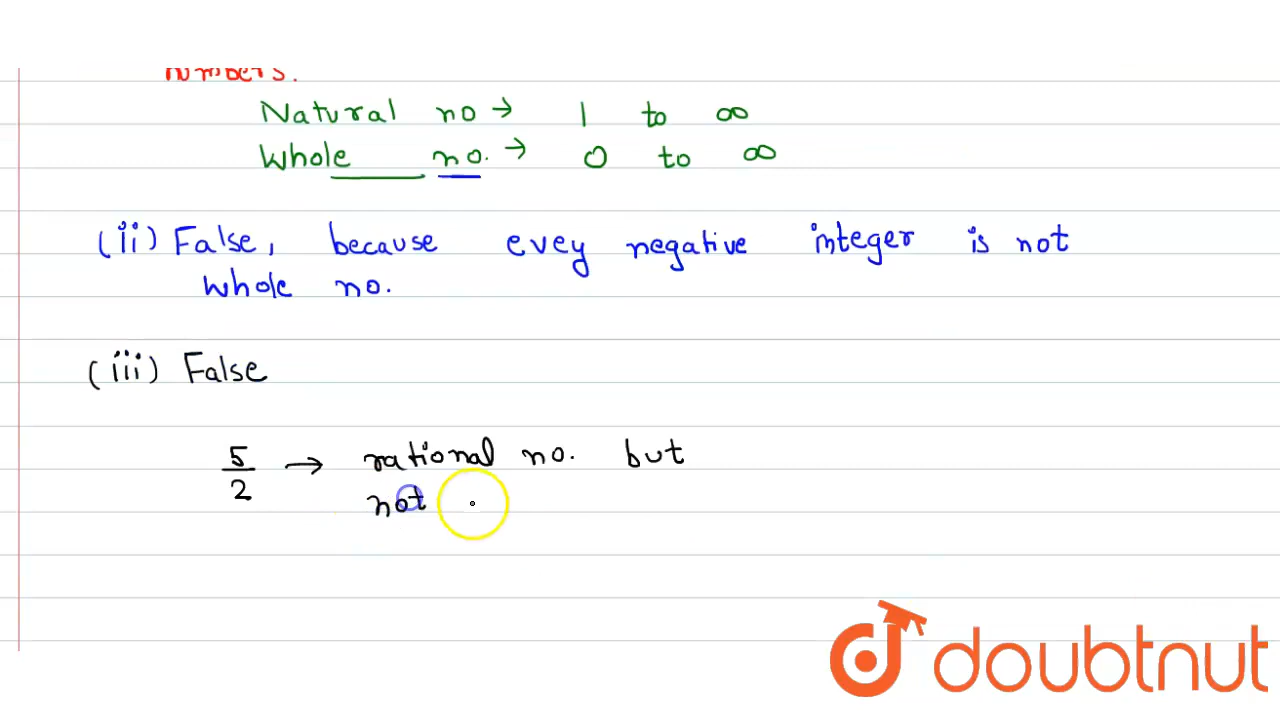 numbers.
Natural no → 1 to ∞
Whole no. → 0 to ∞
(ii) False, because evey negative integer is not
whole no.
(iii) False
5/2 → rational no. but
not
doubtnut